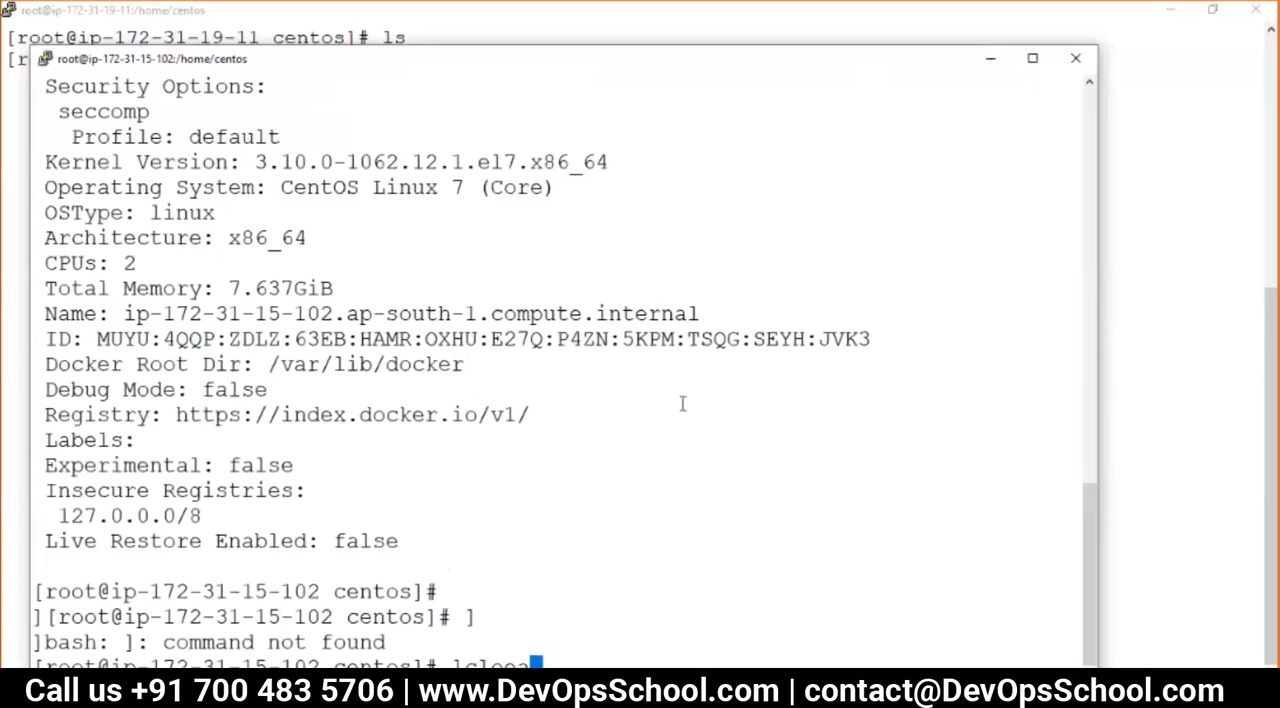 root@ip-172-31-19-11:/home/centos
[root@ip-172-31-19-11 centos]# ls
[r
root@ip-172-31-15-102:/home/centos
Security Options:
seccomp
Profile: default
Kernel Version: 3.10.0-1062.12.1.el7.x86_64
Operating System: CentOS Linux 7 (Core)
OSType: linux
Architecture: x86_64
CPUs: 2
Total Memory: 7.637GiB
Name: ip-172-31-15-102.ap-south-1.compute.internal
ID: MUYU:4QQP:ZDLZ:63EB:HAMR:OXHU:E27Q:P4ZN:5KPM:TSQG:SEYH:JVK3
Docker Root Dir: /var/lib/docker
Debug Mode: false
Registry: https://index.docker.io/v1/
Labels:
Experimental: false
Insecure Registries:
127.0.0.0/8
Live Restore Enabled: false
[root@ip-172-31-15-102 centos]#
][root@ip-172-31-15-102 centos]# ]
]bash: ]: command not found
[root@ip-172-31-15-102 centos]#
Call us +91 700 483 5706 | www.DevOpsSchool.com | contact@DevOpsSchool.com